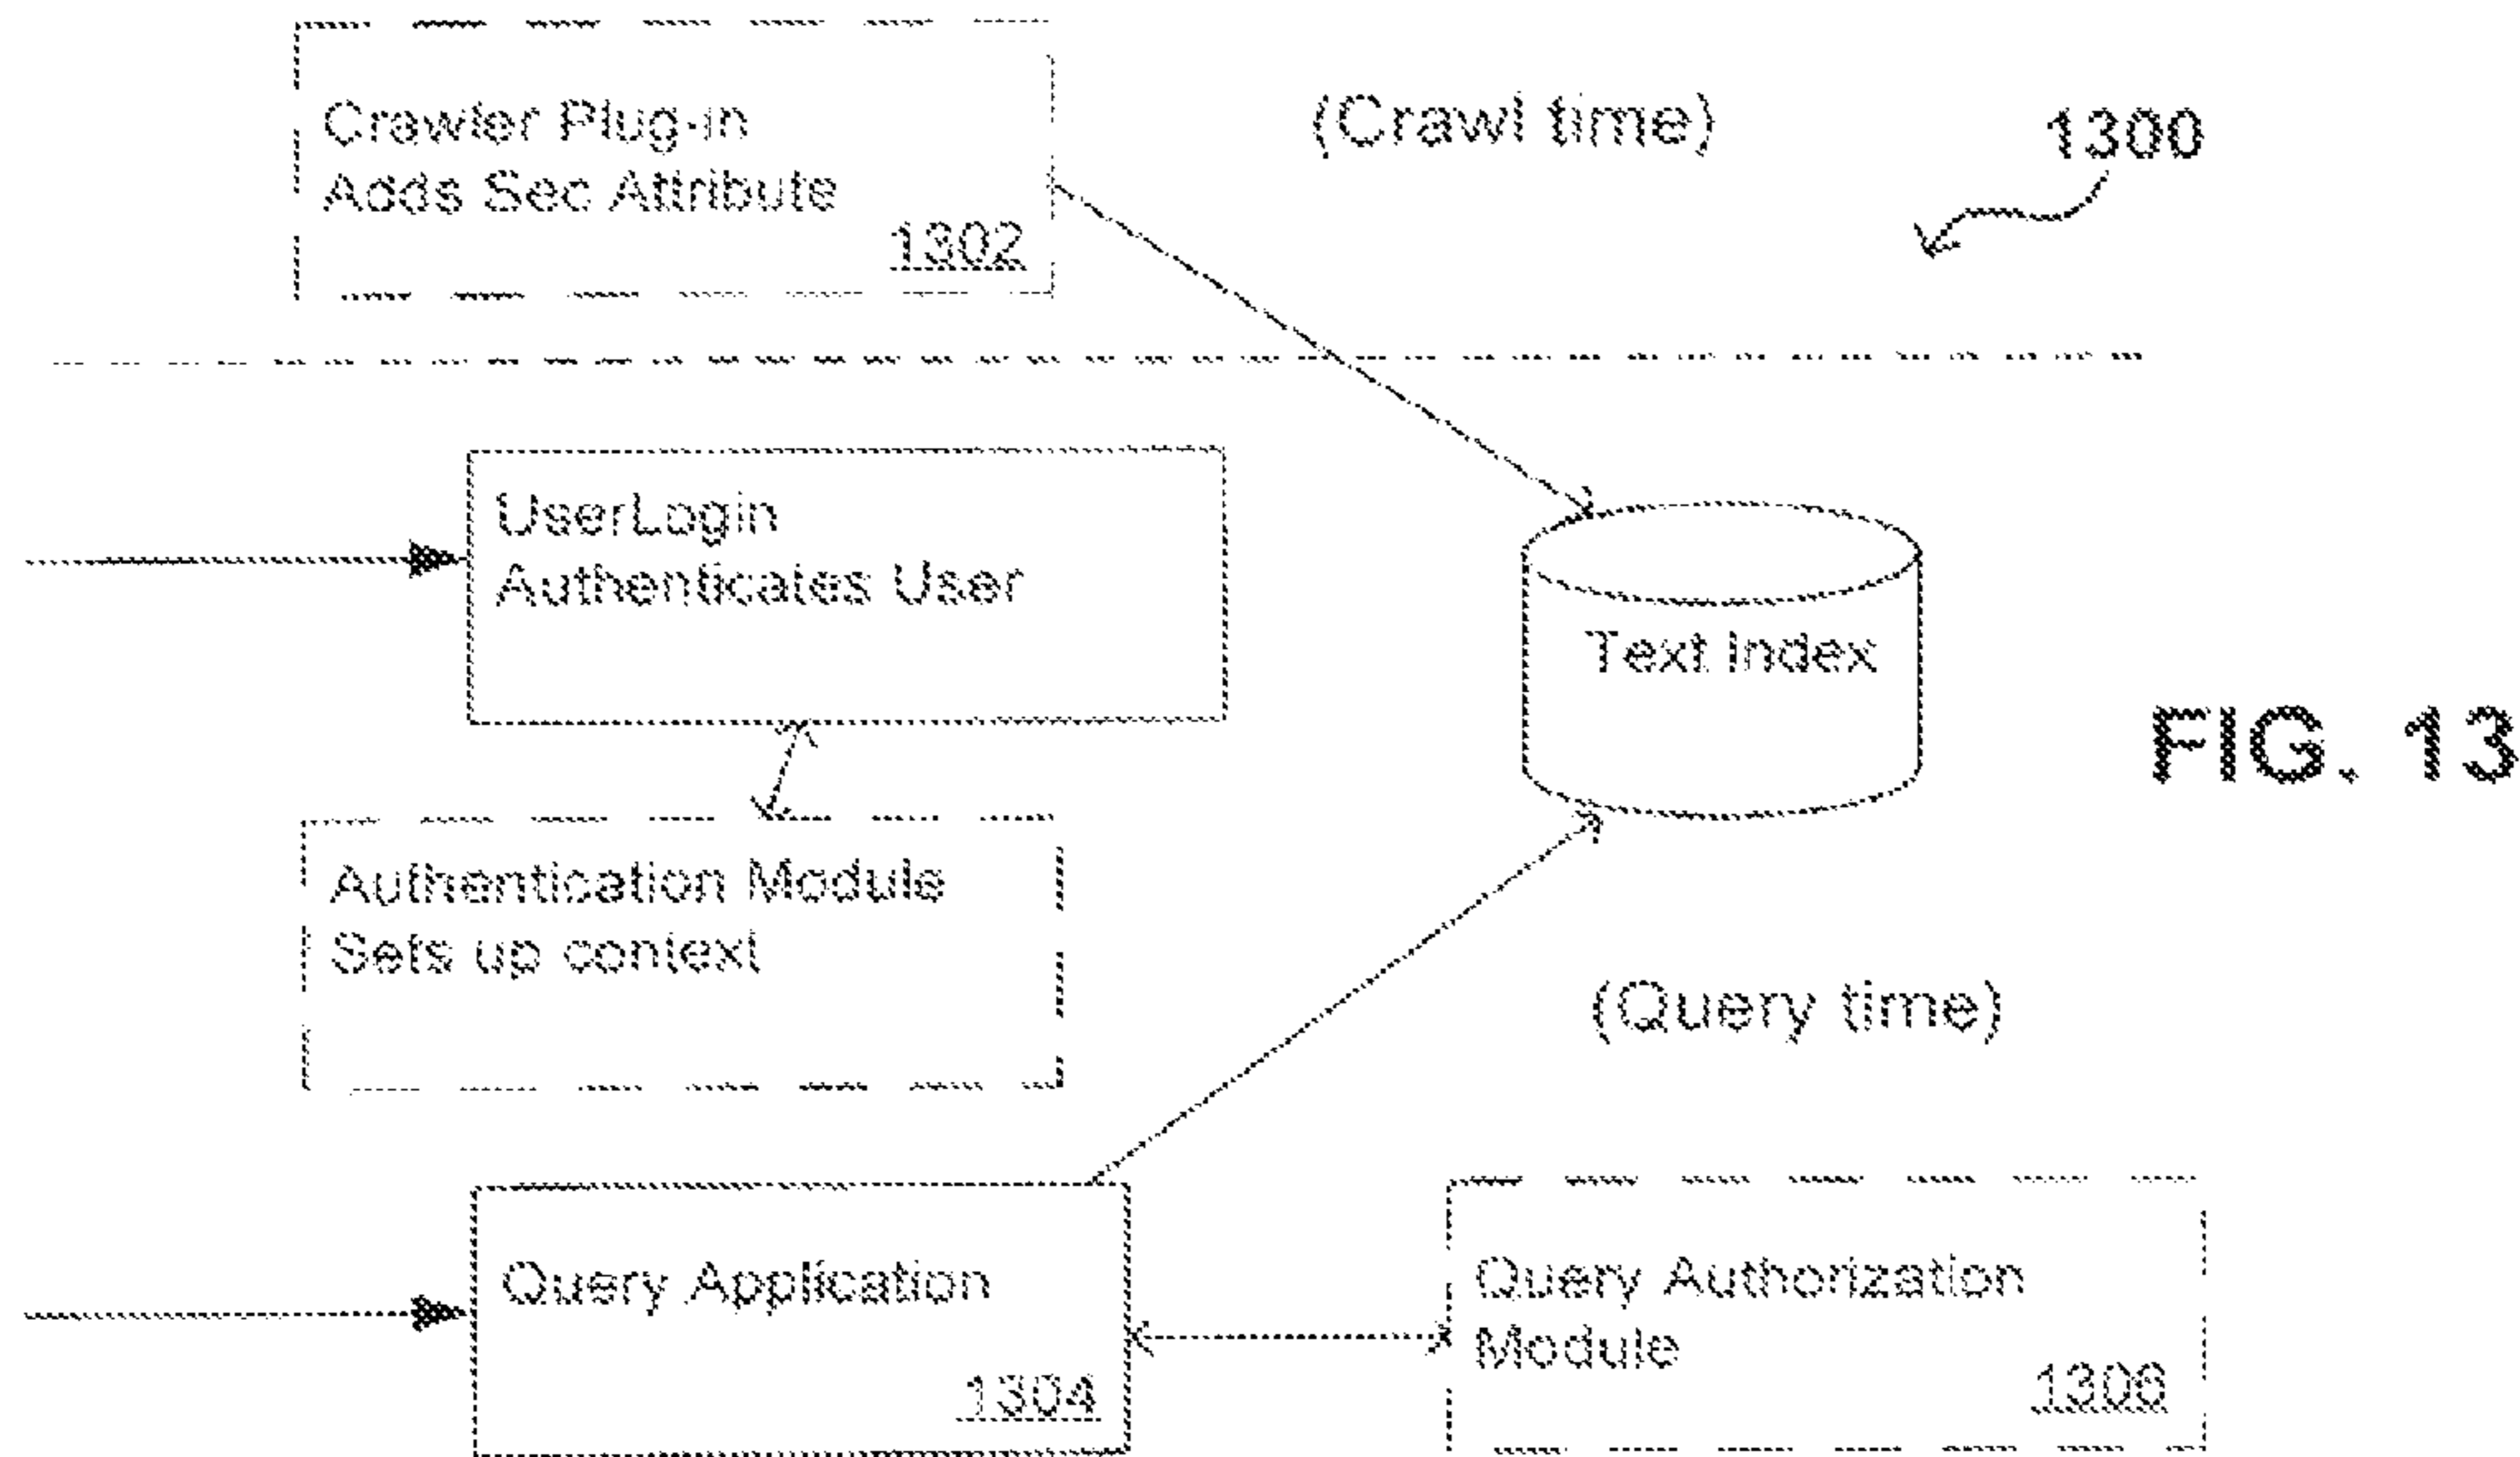 Crawler Plug-in
Adds Sec Attribute
1302
(Crawl time)
1300
UserLogin
Authenticates User
Text Index
FIG. 13
Authentication Module
Sets up context
(Query time)
Query Application
1304
Query Authorization
Module
1306